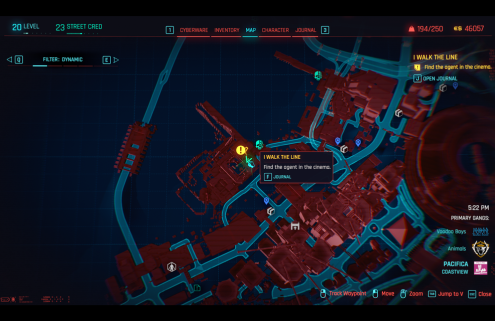 20 LEVEL
23 STREET CRED
1 CYBERWARE INVENTORY MAP CHARACTER JOURNAL 3
194/250
46057
Q FILTER: DYNAMIC E
I WALK THE LINE
Find the agent in the cinema.
J OPEN JOURNAL
I WALK THE LINE
Find the agent in the cinema.
JOURNAL
5:22 PM
PRIMARY GANGS:
Voodoo Boys
Animals
PACIFICA
COASTVIEW
Track Waypoint Move Zoom Jump to V Close